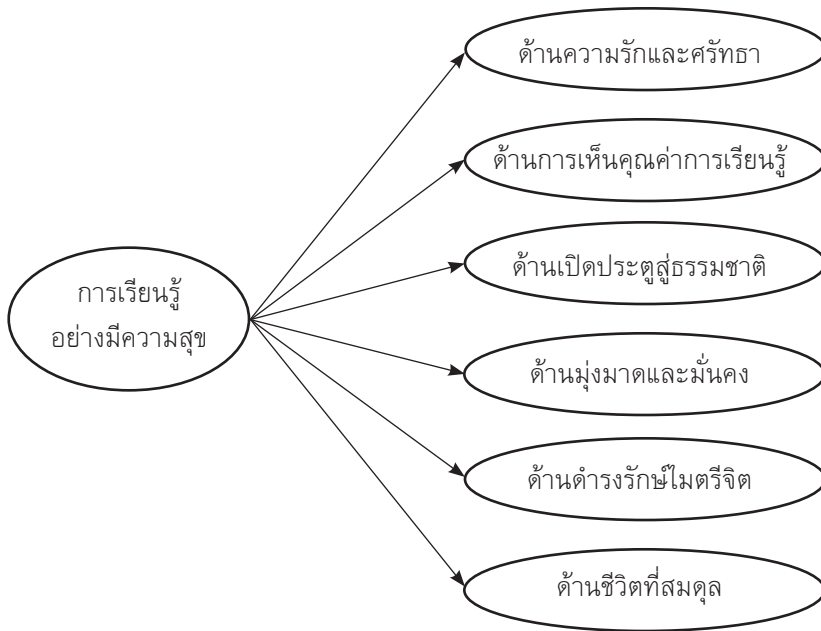 ด้านความรักและศรัทธา
ด้านการเห็นคุณค่าการเรียนรู้
ด้านเปิดประตูสู่ธรรมชาติ
การเรียนรู้
อย่างมีความสุข
ด้านมุ่งมาดและมั่นคง
ด้านดำรงรักษ์ไมตรีจิต
ด้านชีวิตที่สมดุล